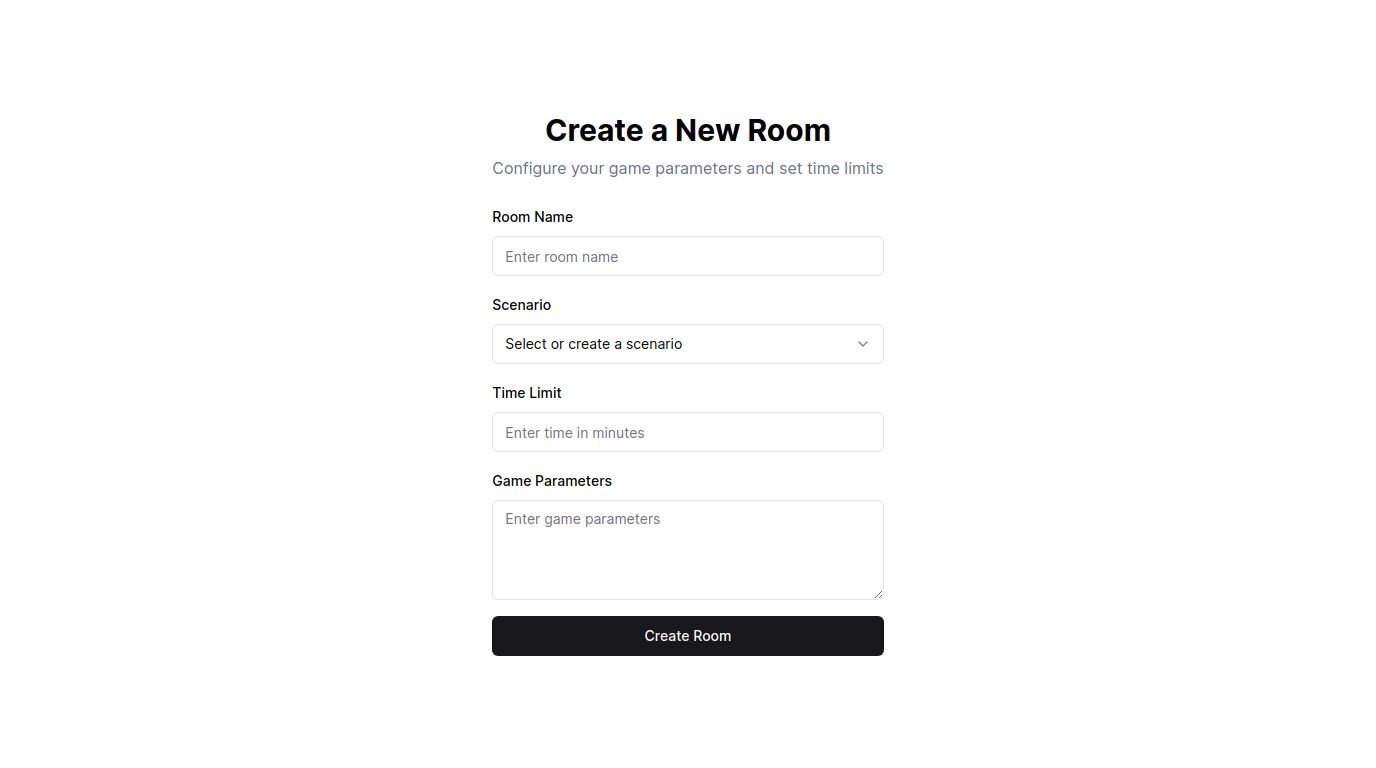 Create a New Room
Configure your game parameters and set time limits
Room Name
Enter room name
Scenario
Select or create a scenario
Time Limit
Enter time in minutes
Game Parameters
Enter game parameters
Create Room